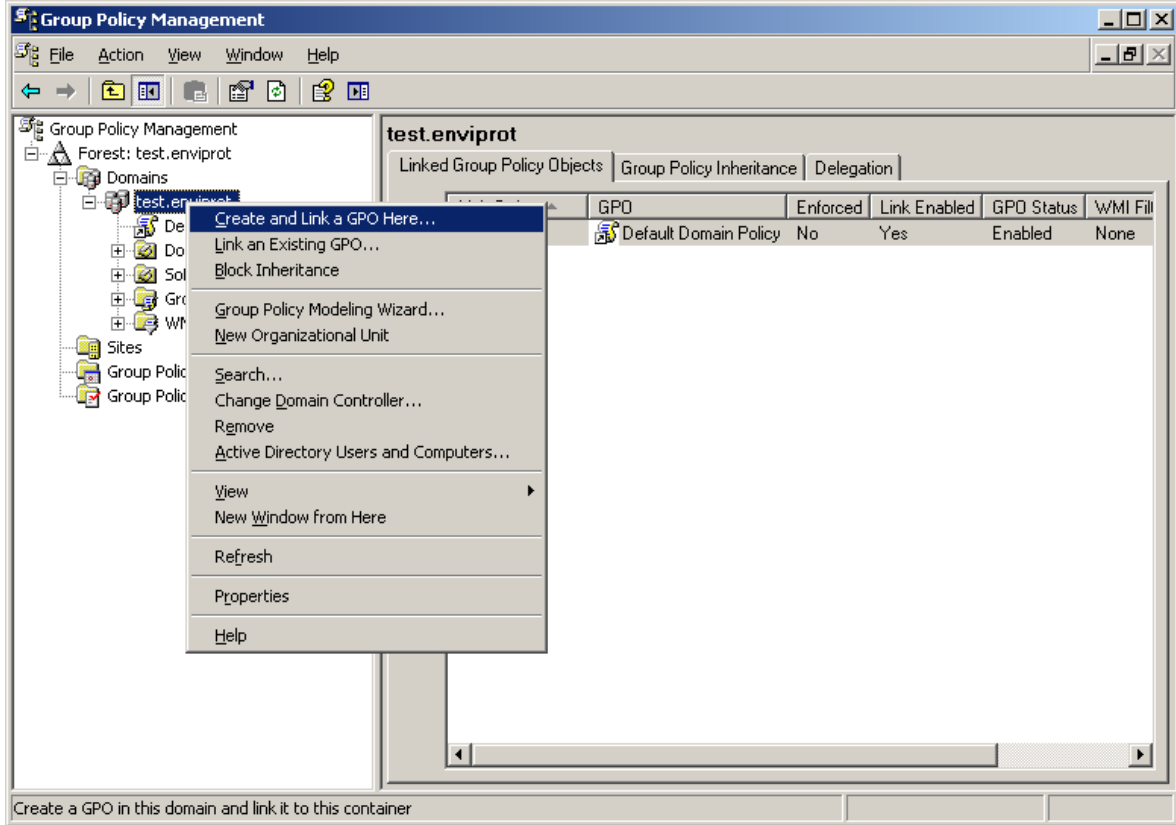 Group Policy Management
File Action View Window Help
Group Policy Management
Forest: test.enviprot
Domains
test.enviprot
De
Do
Sol
Gro
WM
Sites
Group Polic
Group Polic
Create and Link a GPO Here...
Link an Existing GPO...
Block Inheritance
Group Policy Modeling Wizard...
New Organizational Unit
Search...
Change Domain Controller...
Remove
Active Directory Users and Computers...
View
New Window from Here
Refresh
Properties
Help
test.enviprot
Linked Group Policy Objects Group Policy Inheritance Delegation
GPO Enforced Link Enabled GPO Status WMI Filt
Default Domain Policy No Yes Enabled None
Create a GPO in this domain and link it to this container